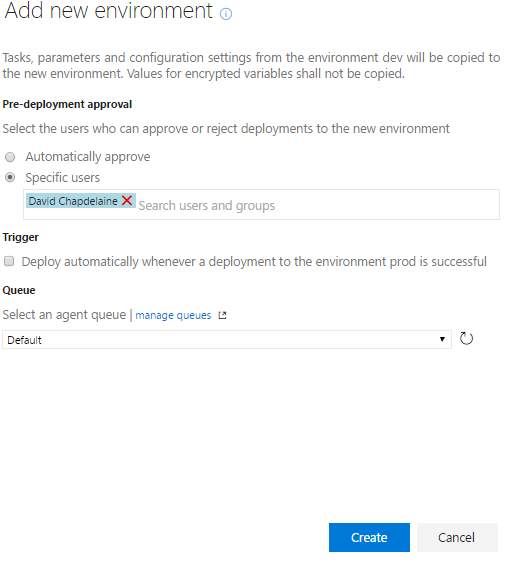 Add new environment
Tasks, parameters and configuration settings from the environment dev will be copied to
the new environment. Values for encrypted variables shall not be copied.
Pre-deployment approval
Select the users who can approve or reject deployments to the new environment
Automatically approve
Specific users
David Chapdelaine Search users and groups
Trigger
Deploy automatically whenever a deployment to the environment prod is successful
Queue
Select an agent queue | manage queues
Default
Create Cancel